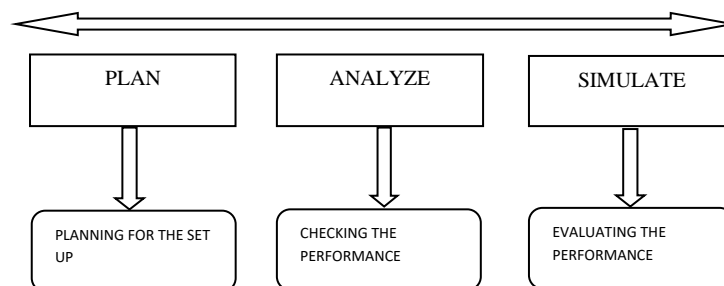 PLAN
ANALYZE
SIMULATE
PLANNING FOR THE SET
UP
CHECKING THE
PERFORMANCE
EVALUATING THE
PERFORMANCE